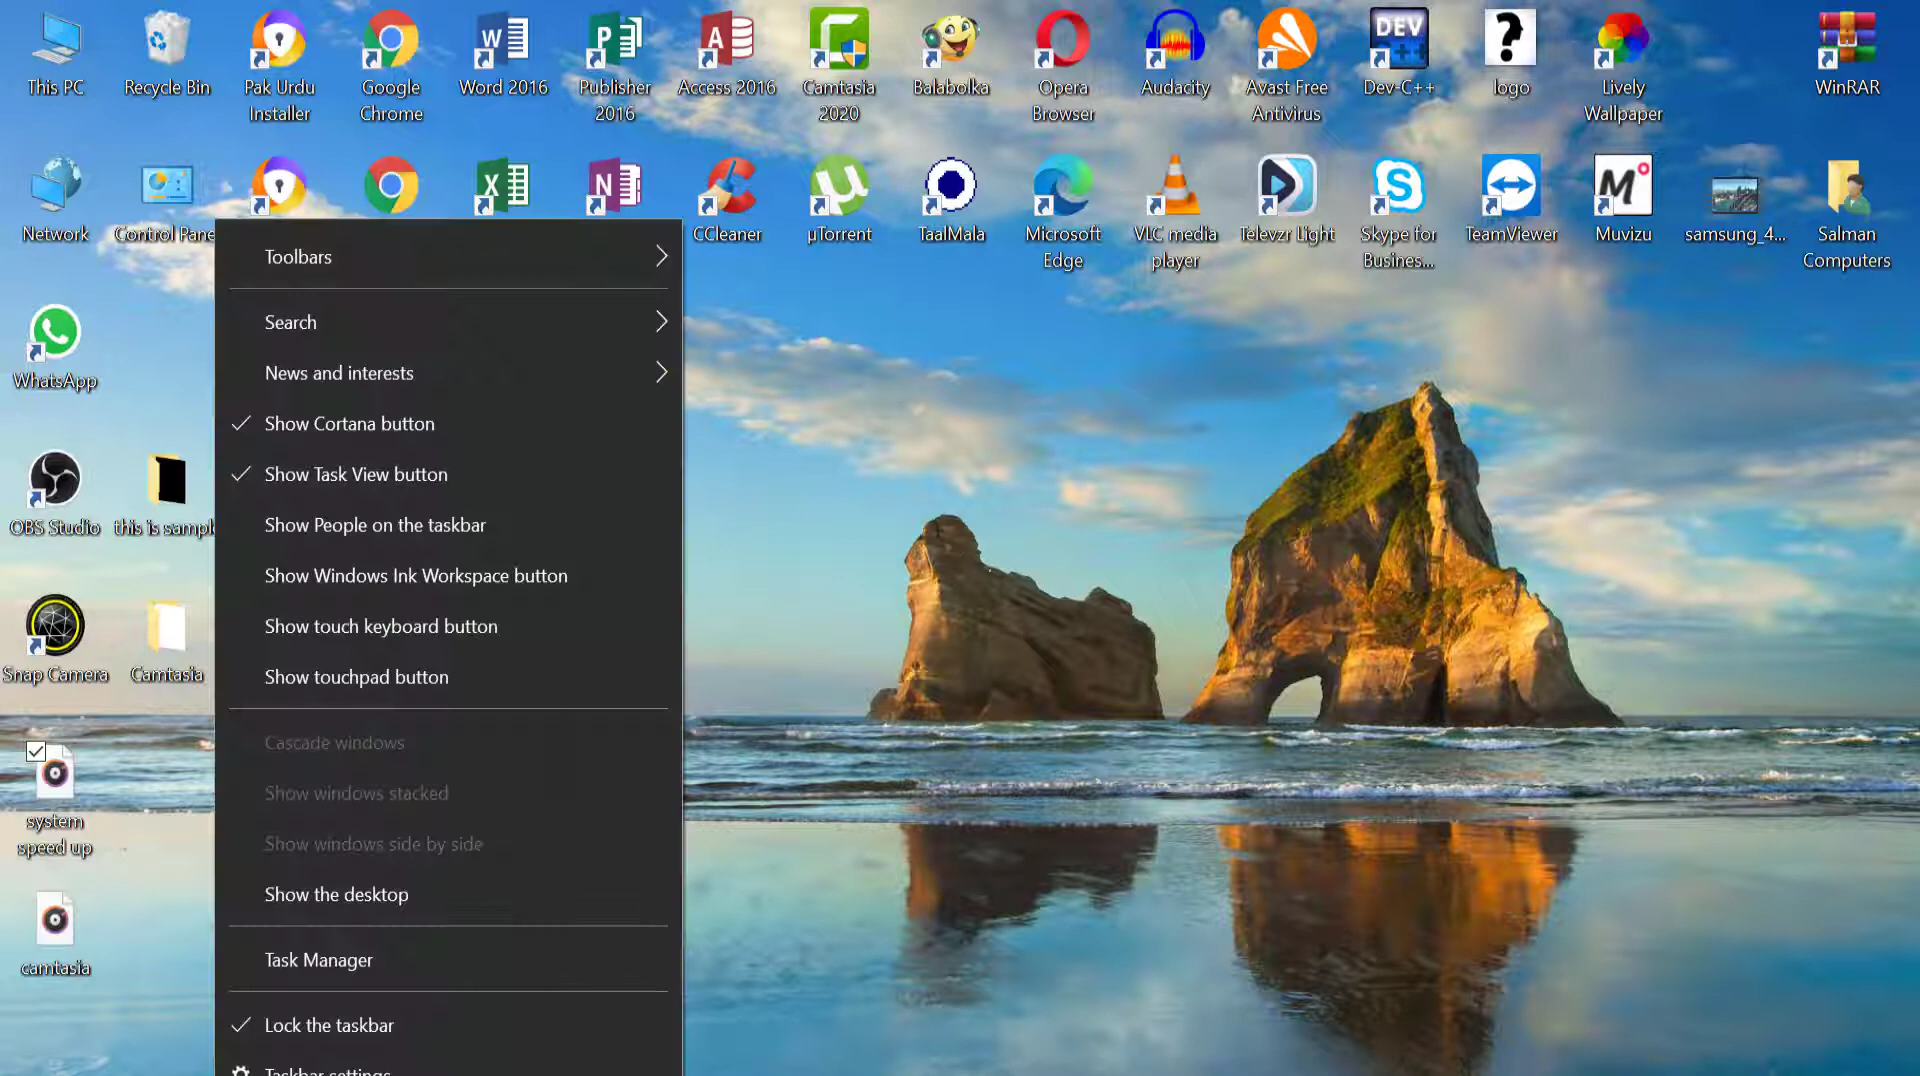 This PC
Recycle Bin
Pak Urdu
Installer
Google
Chrome
Word 2016
Publisher
2016
Access 2016
Camtasia
2020
Balabolka
Opera
Browser
Audacity
Avast Free
Antivirus
DEV
Dev-C++
logo
Lively
Wallpaper
WinRAR
Network
Control Pane
CCleaner
µTorrent
TaalMala
Microsoft
Edge
VLC media
player
Televzr Light
Skype for
Busines...
TeamViewer
Muvizu
samsung_4...
Salman
Computers
WhatsApp
OBS Studio
this is sampl
Snap Camera
Camtasia
system
speed up
camtasia
Toolbars
Search
News and interests
Show Cortana button
Show Task View button
Show People on the taskbar
Show Windows Ink Workspace button
Show touch keyboard button
Show touchpad button
Cascade windows
Show windows stacked
Show windows side by side
Show the desktop
Task Manager
Lock the taskbar
Taskbar settings